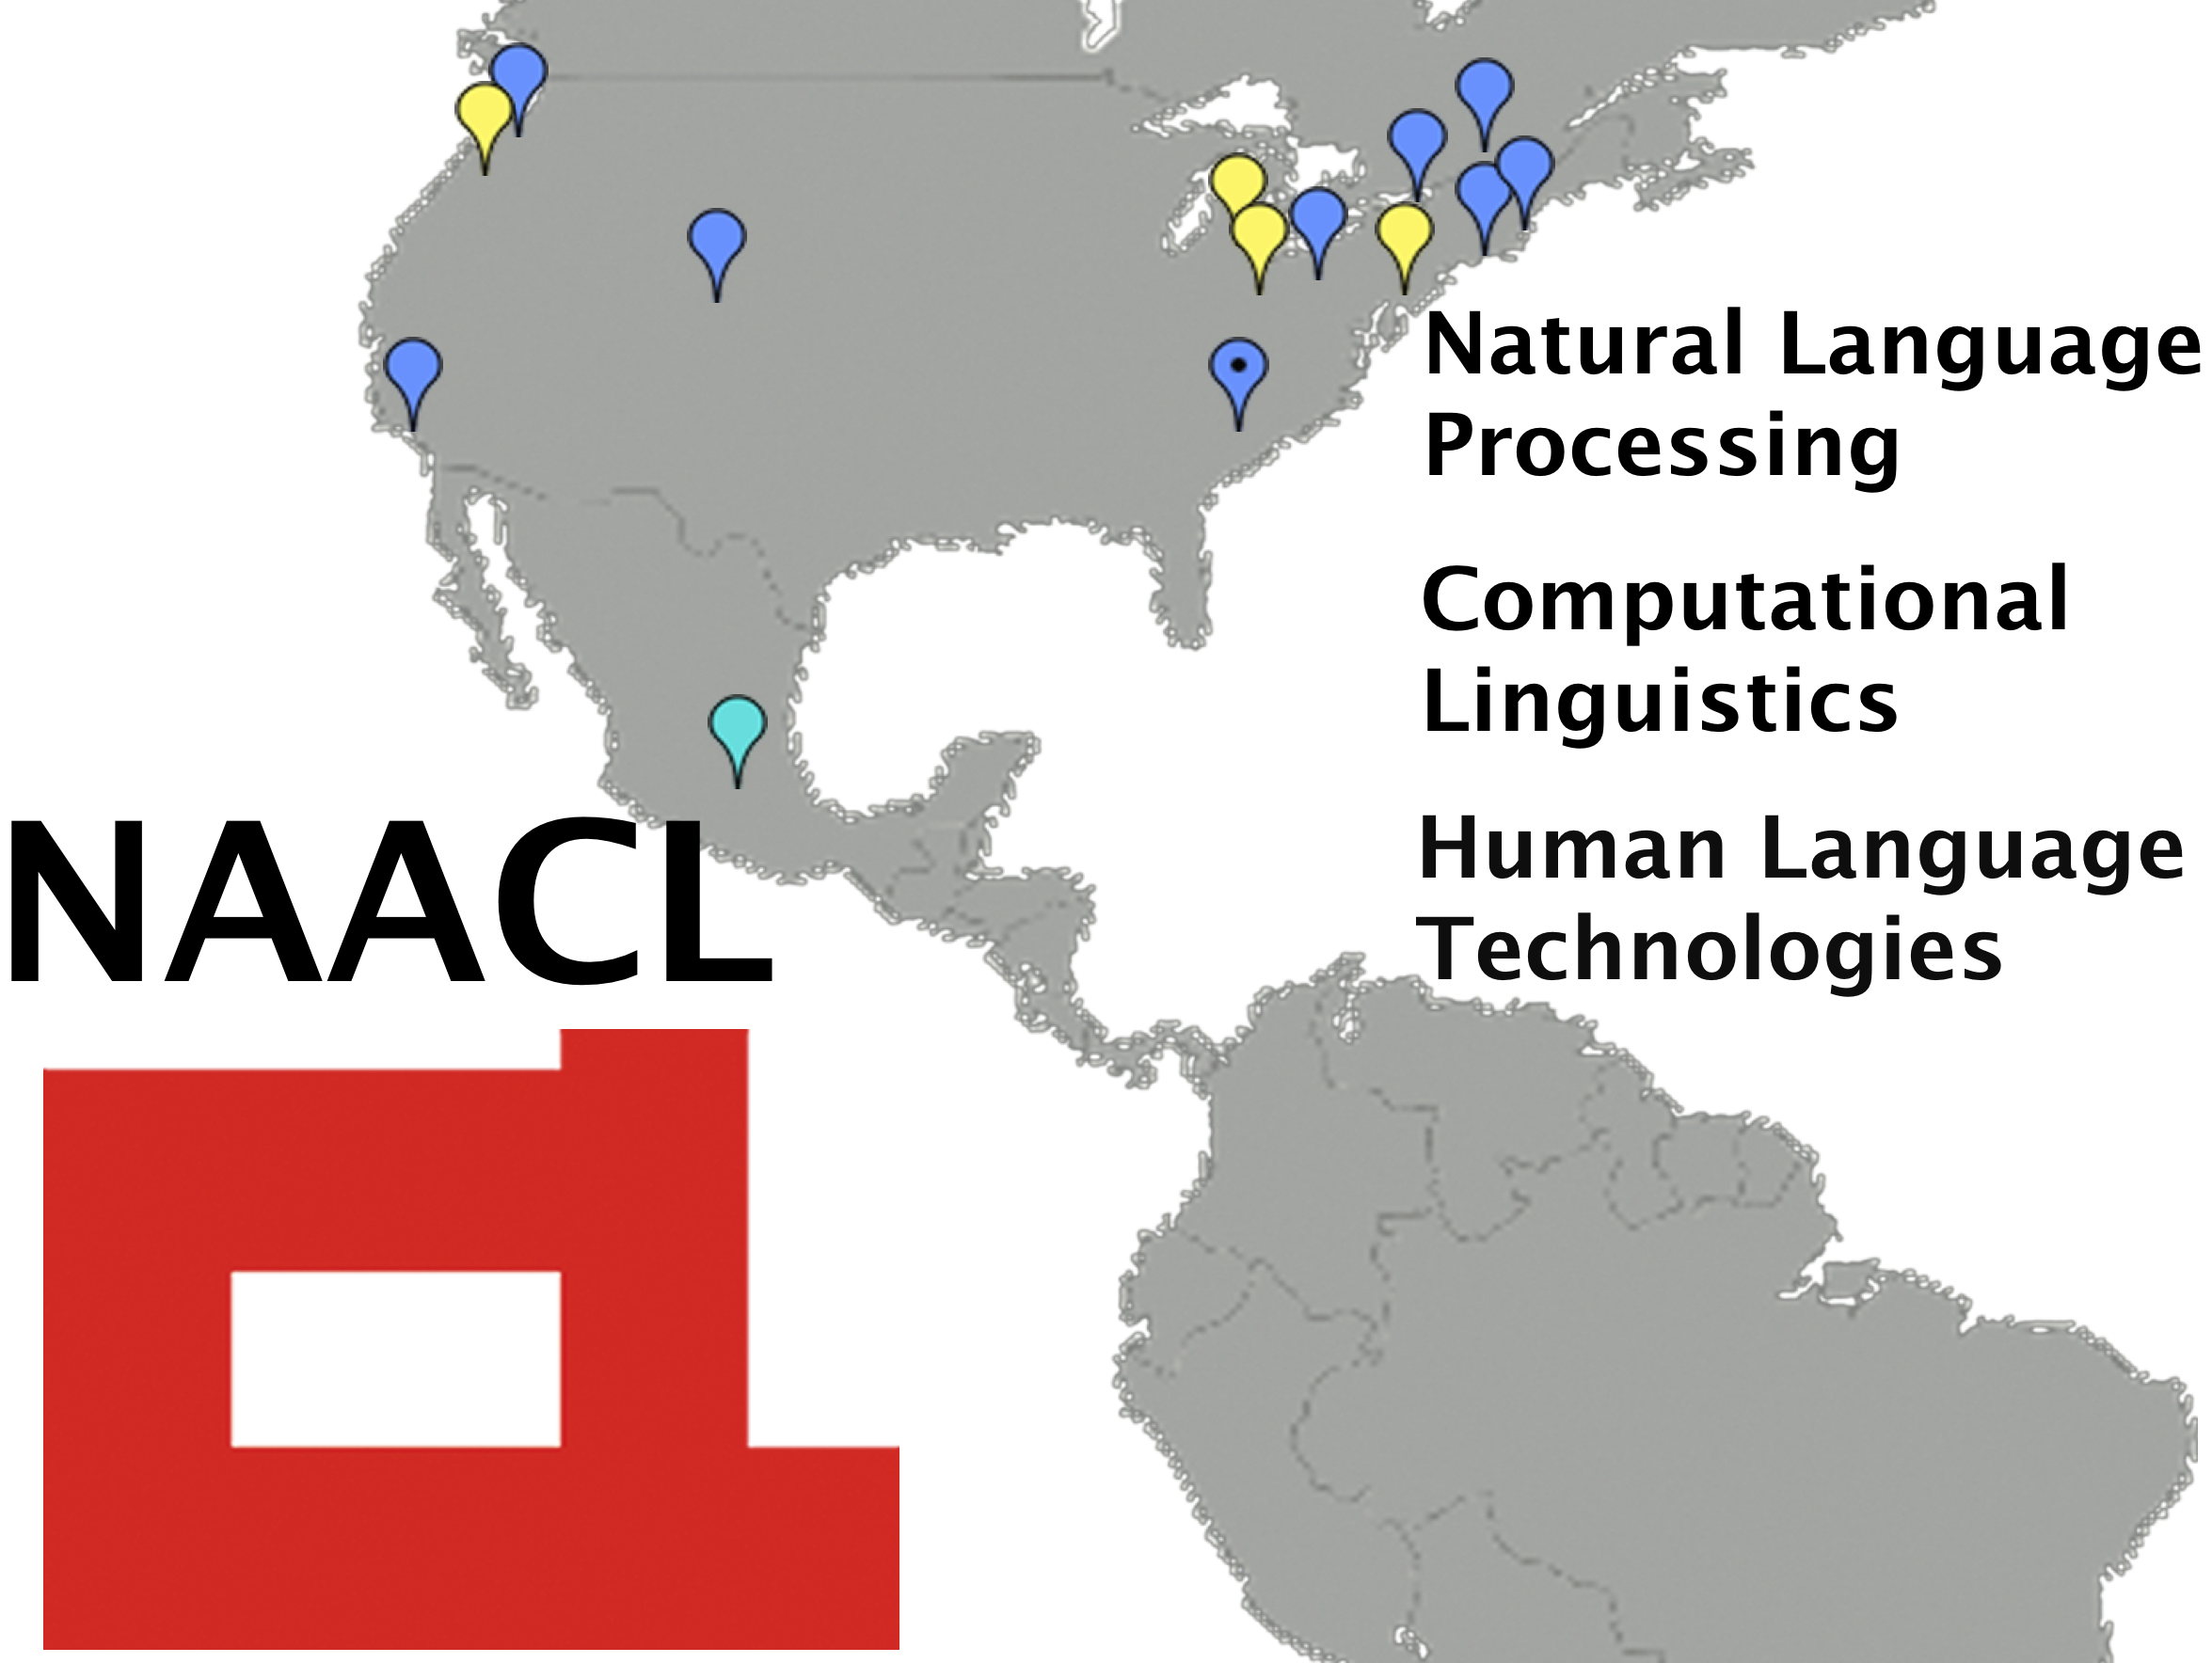 Natural Language
Processing
Computational
Linguistics
Human Language
Technologies
NAACL